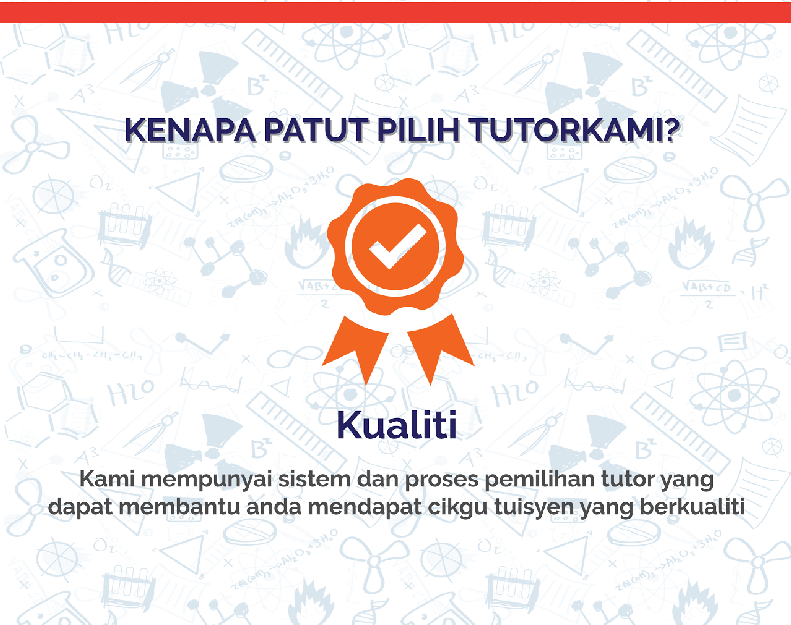 KENAPA PATUT PILIH TUTORKAMI?
Kualiti
Kami mempunyai sistem dan proses pemilihan tutor yang
dapat membantu anda mendapat cikgu tuisyen yang berkualiti